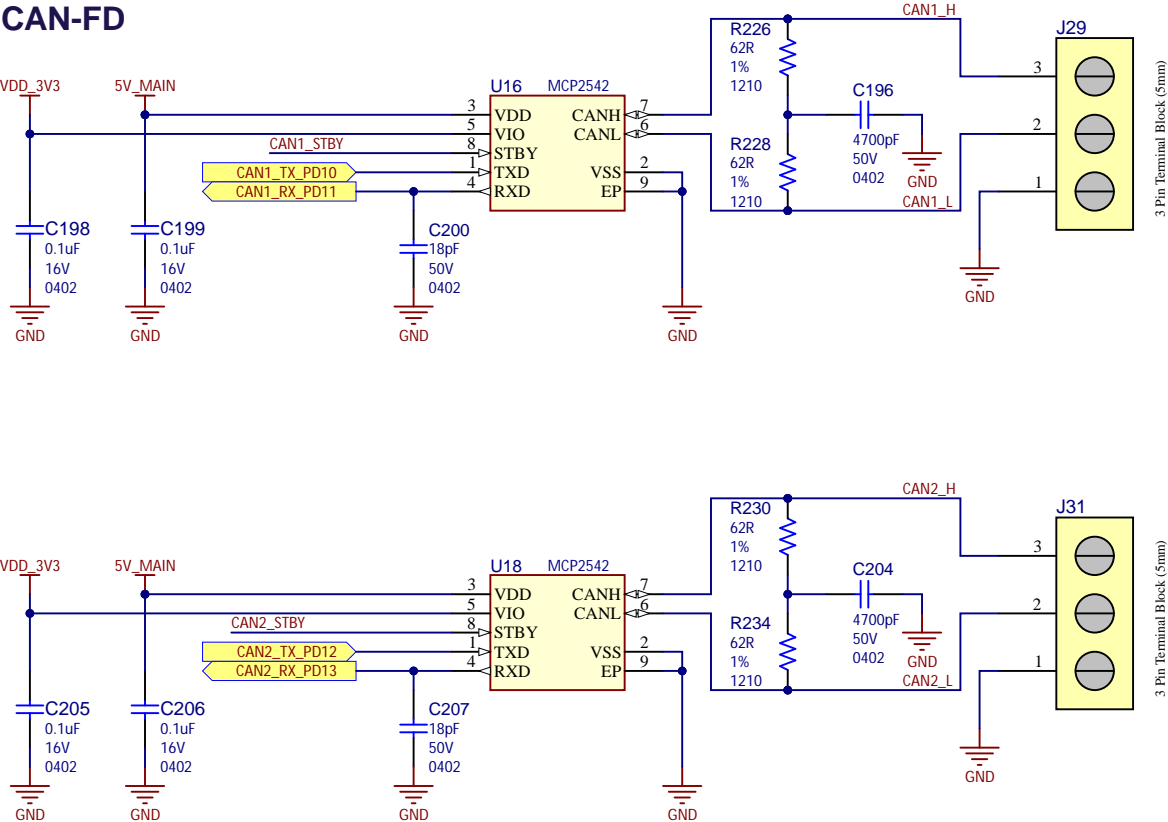 CAN-FD
CAN1_H
R226
62R
1%
1210
J29
VDD_3V3
5V_MAIN
U16
MCP2542
C196
4700pF
50V
0402
GND
3
VDD
CANH
7
5
VIO
CANL
6
CAN1_STBY
8
STBY
CAN1_TX_PD10
1
TXD
VSS
2
CAN1_RX_PD11
4
RXD
EP
9
R228
62R
1%
1210
CAN1_L
3
2
1
3 Pin Teminal Block (5mm)
C198
0.1uF
16V
0402
GND
C199
0.1uF
16V
0402
GND
C200
18pF
50V
0402
GND
GND
GND
CAN2_H
R230
62R
1%
1210
J31
VDD_3V3
5V_MAIN
U18
MCP2542
C204
4700pF
50V
0402
GND
3
VDD
CANH
7
5
VIO
CANL
6
CAN2_STBY
8
STBY
CAN2_TX_PD12
1
TXD
VSS
2
CAN2_RX_PD13
4
RXD
EP
9
R234
62R
1%
1210
CAN2_L
3
2
1
3 Pin Teminal Block (5mm)
C205
0.1uF
16V
0402
GND
C206
0.1uF
16V
0402
GND
C207
18pF
50V
0402
GND
GND
GND